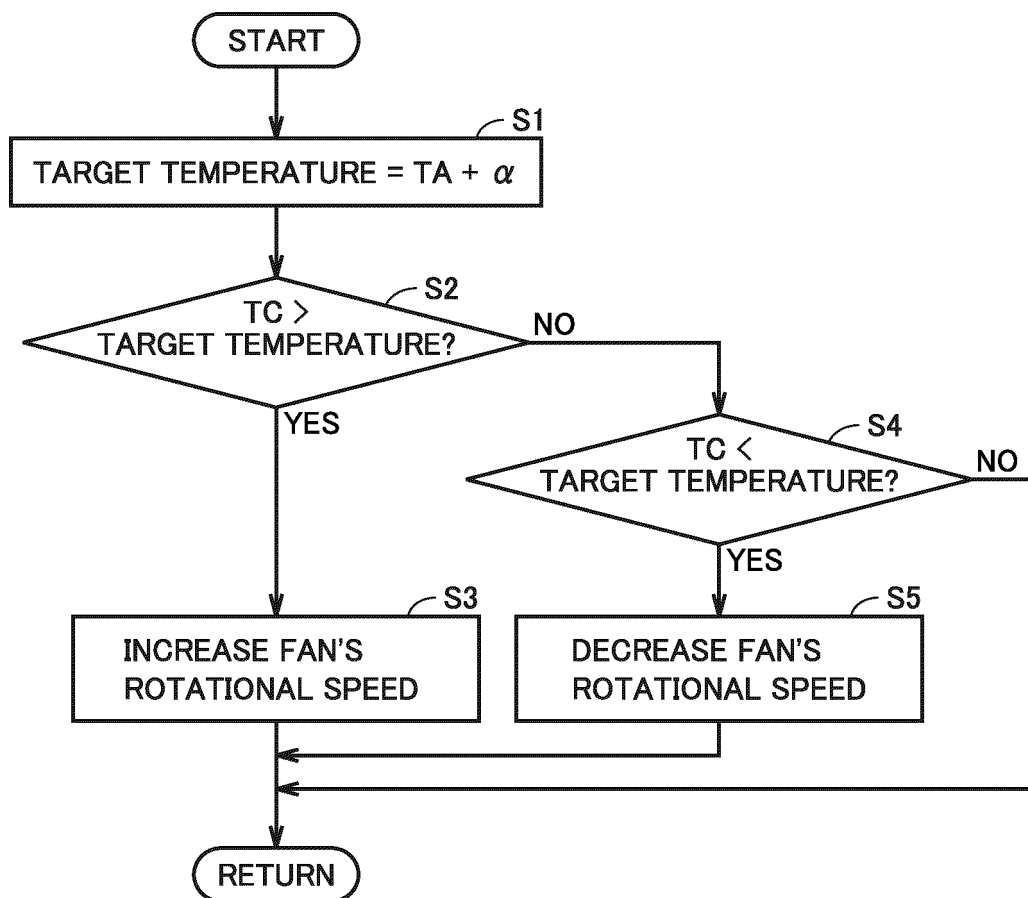 START
S1
TARGET TEMPERATURE = TA + α
S2
TC >
TARGET TEMPERATURE?
NO
YES
S4
TC <
TARGET TEMPERATURE?
NO
YES
S3
INCREASE FAN'S
ROTATIONAL SPEED
S5
DECREASE FAN'S
ROTATIONAL SPEED
RETURN